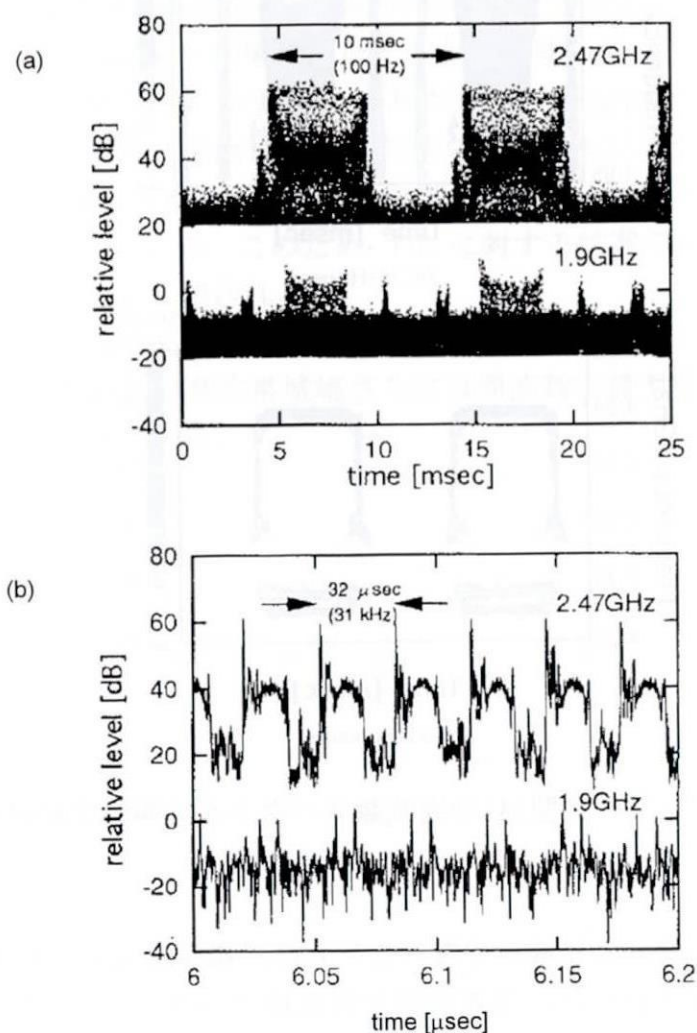 (a)
80
60
40
20
0
-20
-40
relative level [dB]
10 msec
(100 Hz)
2.47GHz
1.9GHz
0 5 10 15 20 25
time [msec]
(b)
80
60
40
20
0
-20
-40
relative level [dB]
32 μsec
(31 kHz)
2.47GHz
1.9GHz
6 6.05 6.1 6.15 6.2
time [μsec]